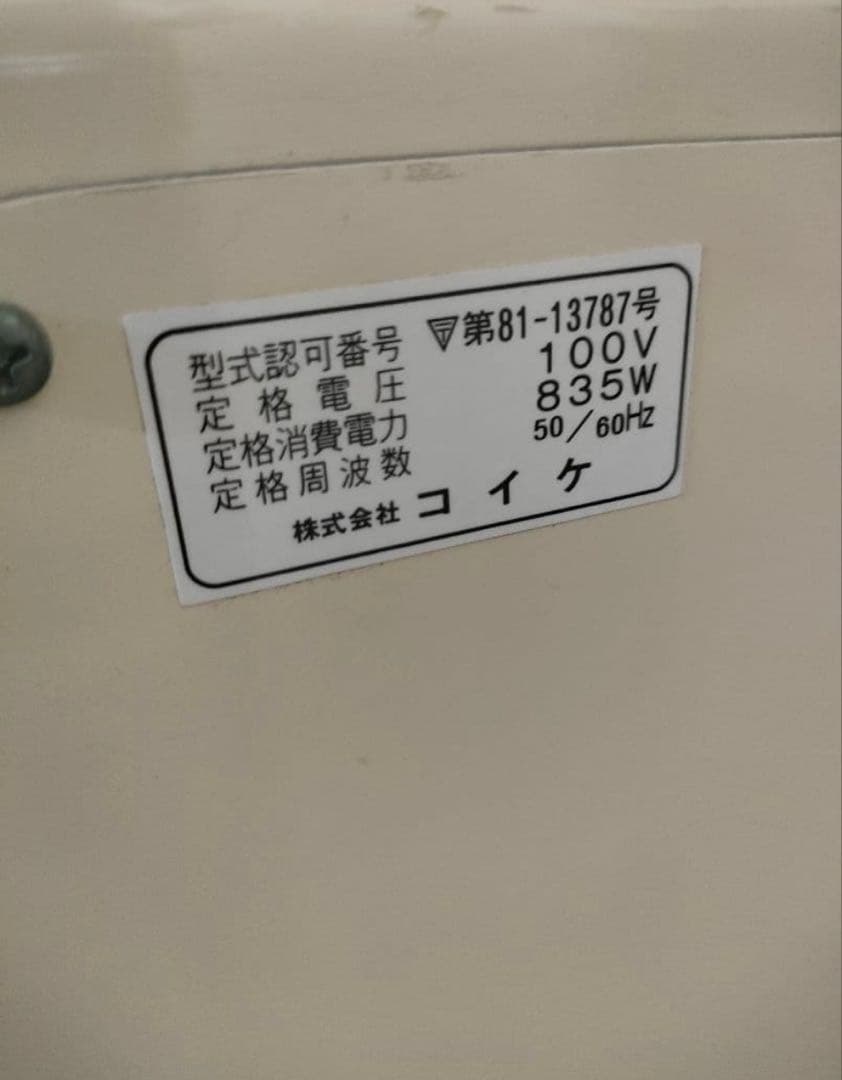 型式認可番号 第81-13787号
定格電圧 100V
定格消費電力 835W
定格周波数 50/60Hz
株式会社 コイケ